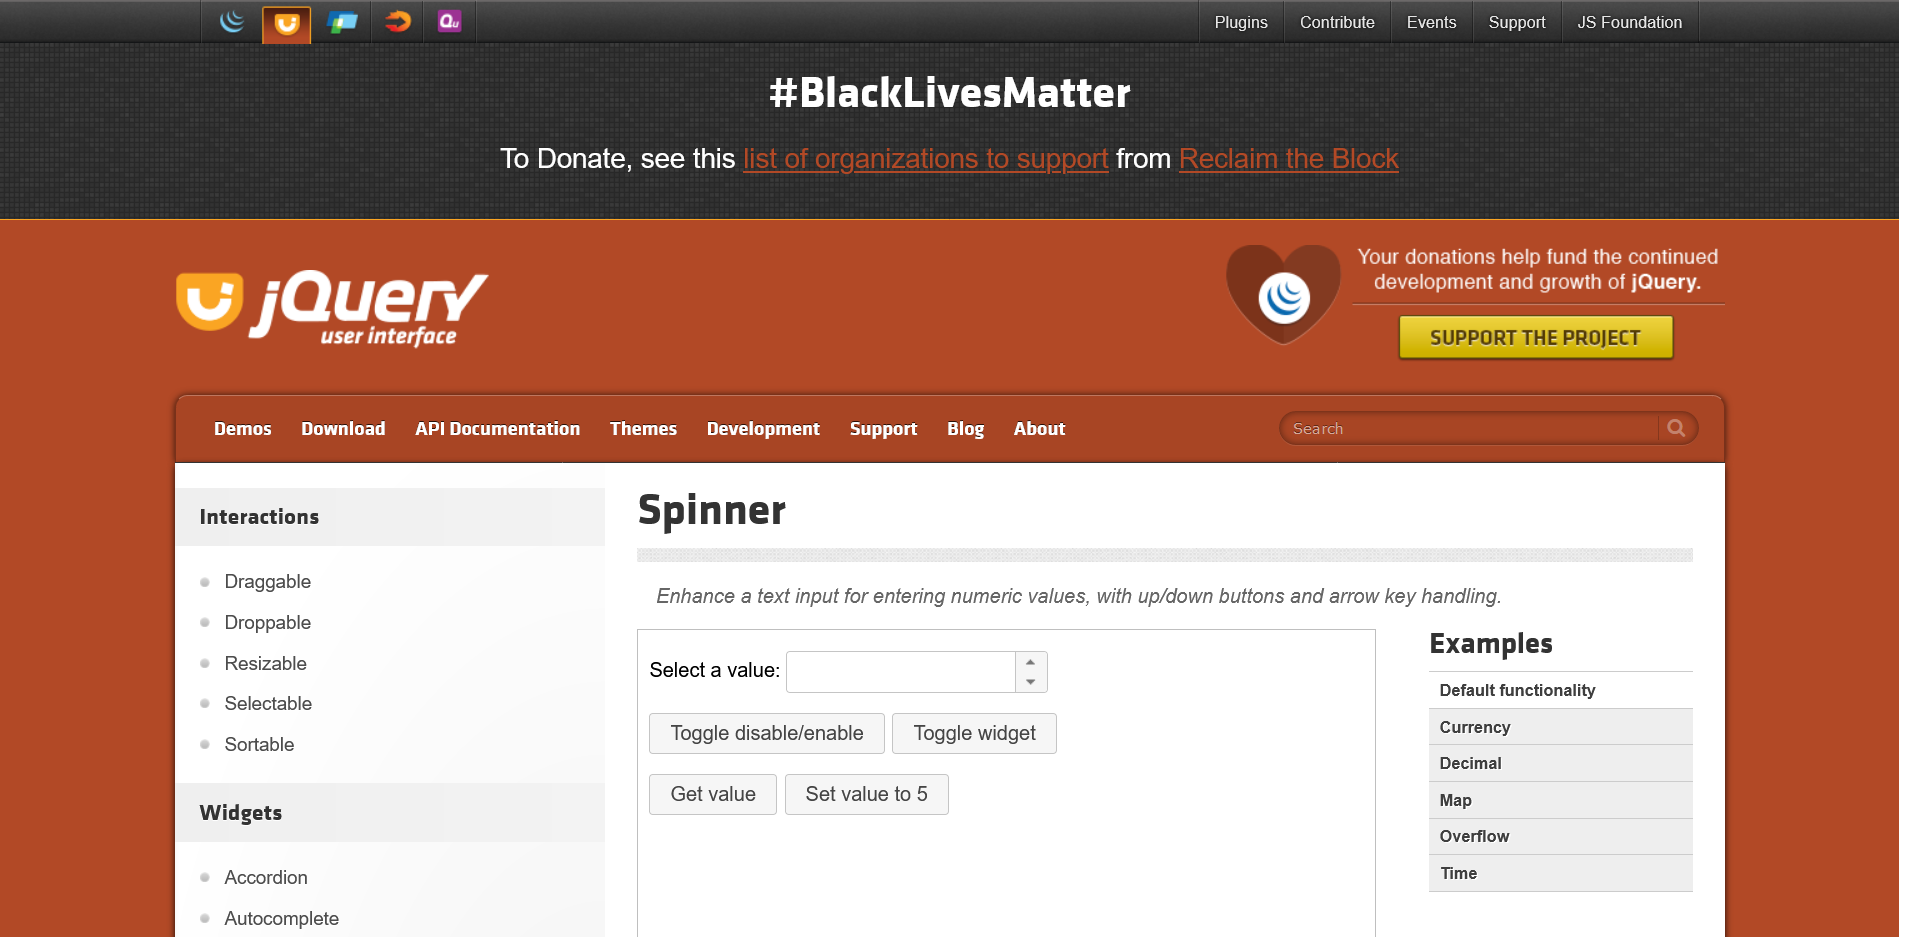 Qu
Plugins Contribute Events Support JS Foundation
#BlackLivesMatter
To Donate, see this list of organizations to support from Reclaim the Block
jQuery
user interface
Your donations help fund the continued
development and growth of jQuery.
SUPPORT THE PROJECT
Demos Download API Documentation Themes Development Support Blog About
Search
Interactions
Draggable
Droppable
Resizable
Selectable
Sortable
Widgets
Accordion
Autocomplete
Spinner
Enhance a text input for entering numeric values, with up/down buttons and arrow key handling.
Select a value:
Toggle disable/enable Toggle widget
Get value Set value to 5
Examples
Default functionality
Currency
Decimal
Map
Overflow
Time